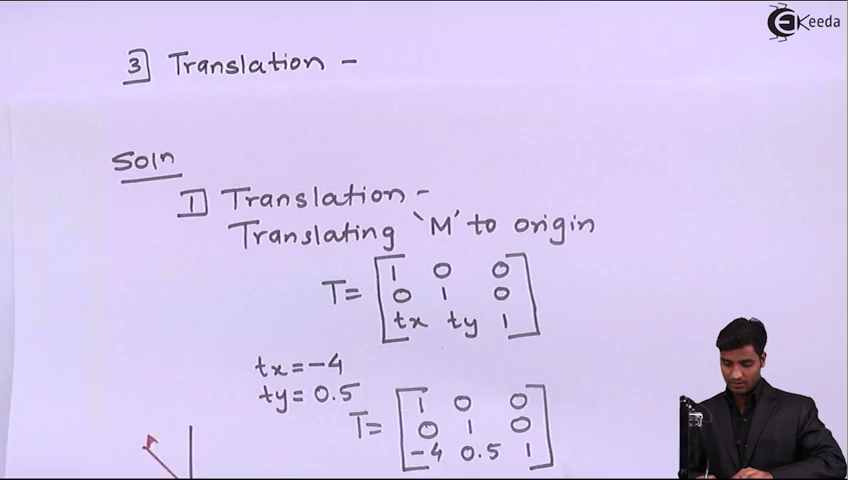 Ekeeda
3] Translation -
Soln
1] Translation -
Translating 'M' to origin
T= [1 0 0
0 1 0
tx ty 1]
tx=-4
ty=0.5
T= [1 0 0
0 1 0
-4 0.5 1]